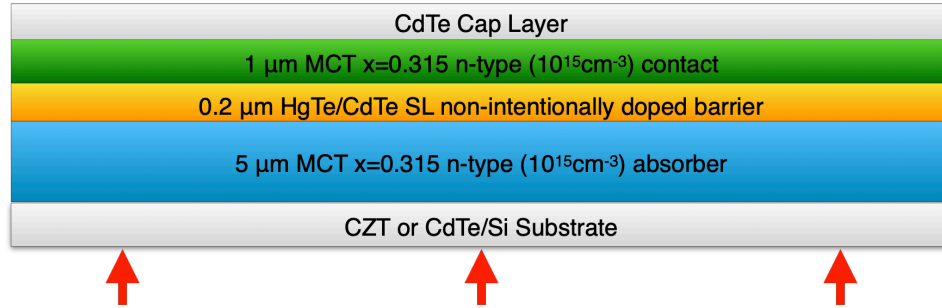 CdTe Cap Layer
1 μm MCT x=0.315 n-type (10¹⁵cm⁻³) contact
0.2 μm HgTe/CdTe SL non-intentionally doped barrier
5 μm MCT x=0.315 n-type (10¹⁵cm⁻³) absorber
CZT or CdTe/Si Substrate